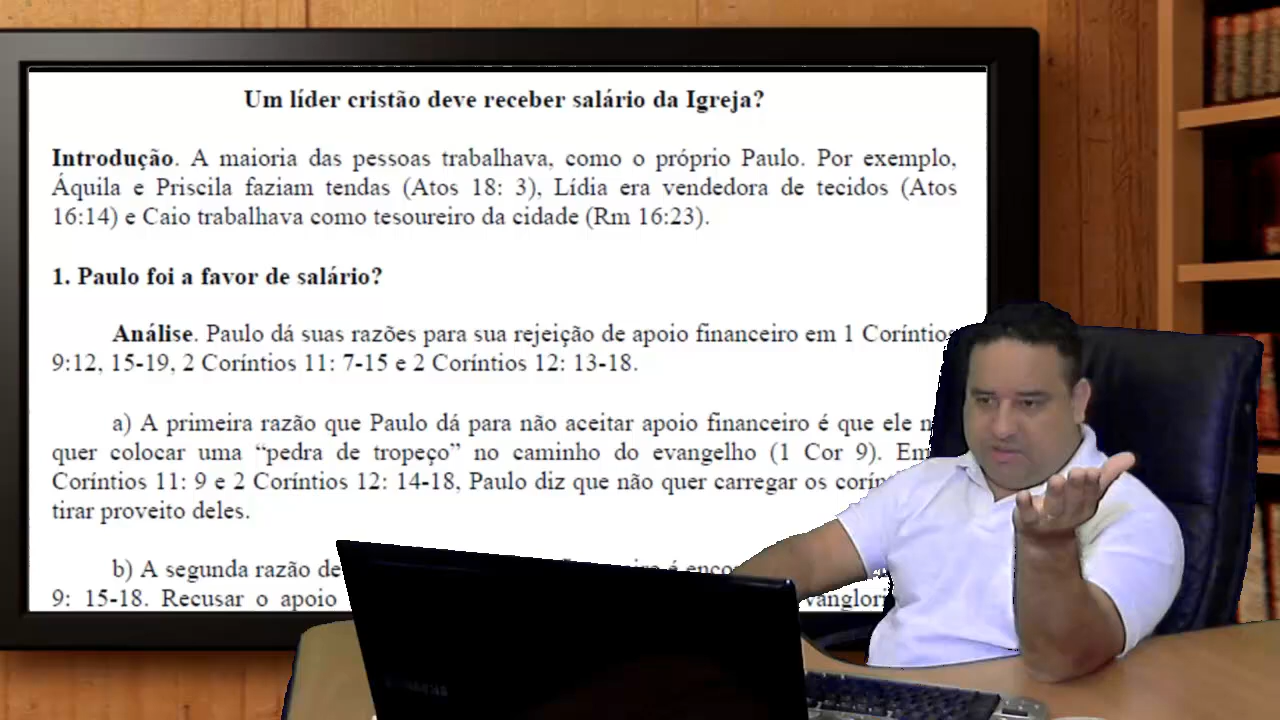 Um líder cristão deve receber salário da Igreja?
Introdução. A maioria das pessoas trabalhava, como o próprio Paulo. Por exemplo,
Áquila e Priscila faziam tendas (Atos 18: 3), Lídia era vendedora de tecidos (Atos
16:14) e Caio trabalhava como tesoureiro da cidade (Rm 16:23).
1. Paulo foi a favor de salário?
Análise. Paulo dá suas razões para sua rejeição de apoio financeiro em 1 Coríntios
9:12, 15-19, 2 Coríntios 11: 7-15 e 2 Coríntios 12: 13-18.
a) A primeira razão que Paulo dá para não aceitar apoio financeiro é que ele
quer colocar uma “pedra de tropeço” no caminho do evangelho (1 Cor 9).
Coríntios 11: 9 e 2 Coríntios 12: 14-18, Paulo diz que não quer carregar os
tirar proveito deles.
b) A segunda razão de é
9: 15-18. Recusar o apoio